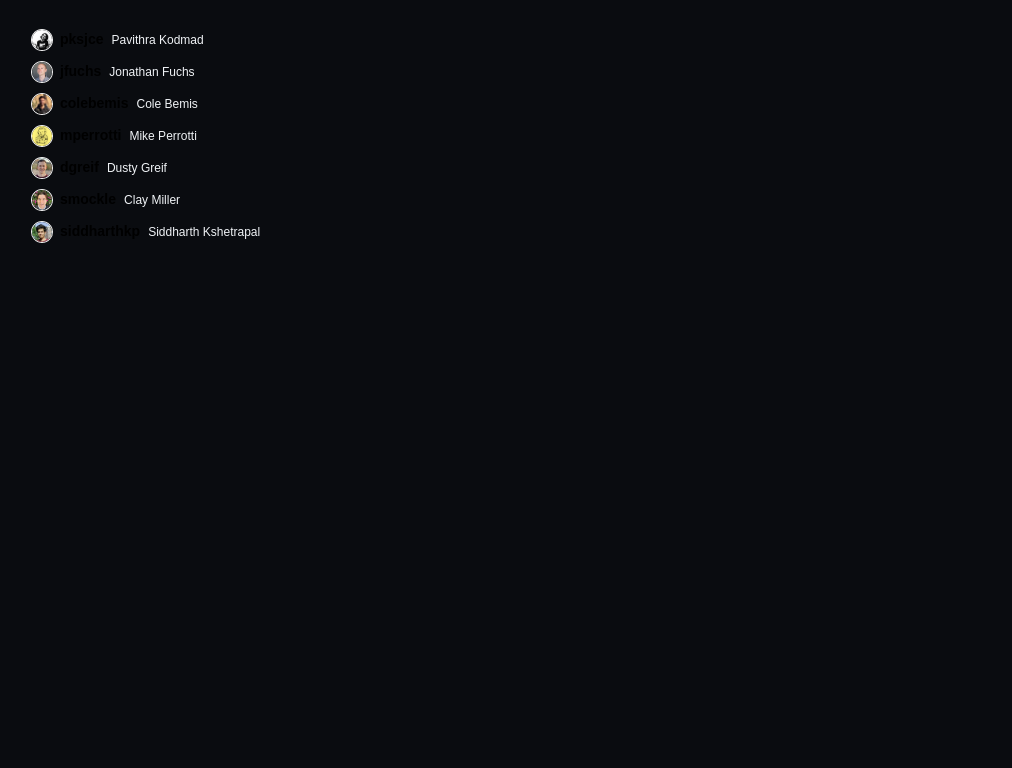 pksjce Pavithra Kodmad
jfuchs Jonathan Fuchs
colebemis Cole Bemis
mperrotti Mike Perrotti
dgreif Dusty Greif
smockle Clay Miller
siddharthkp Siddharth Kshetrapal